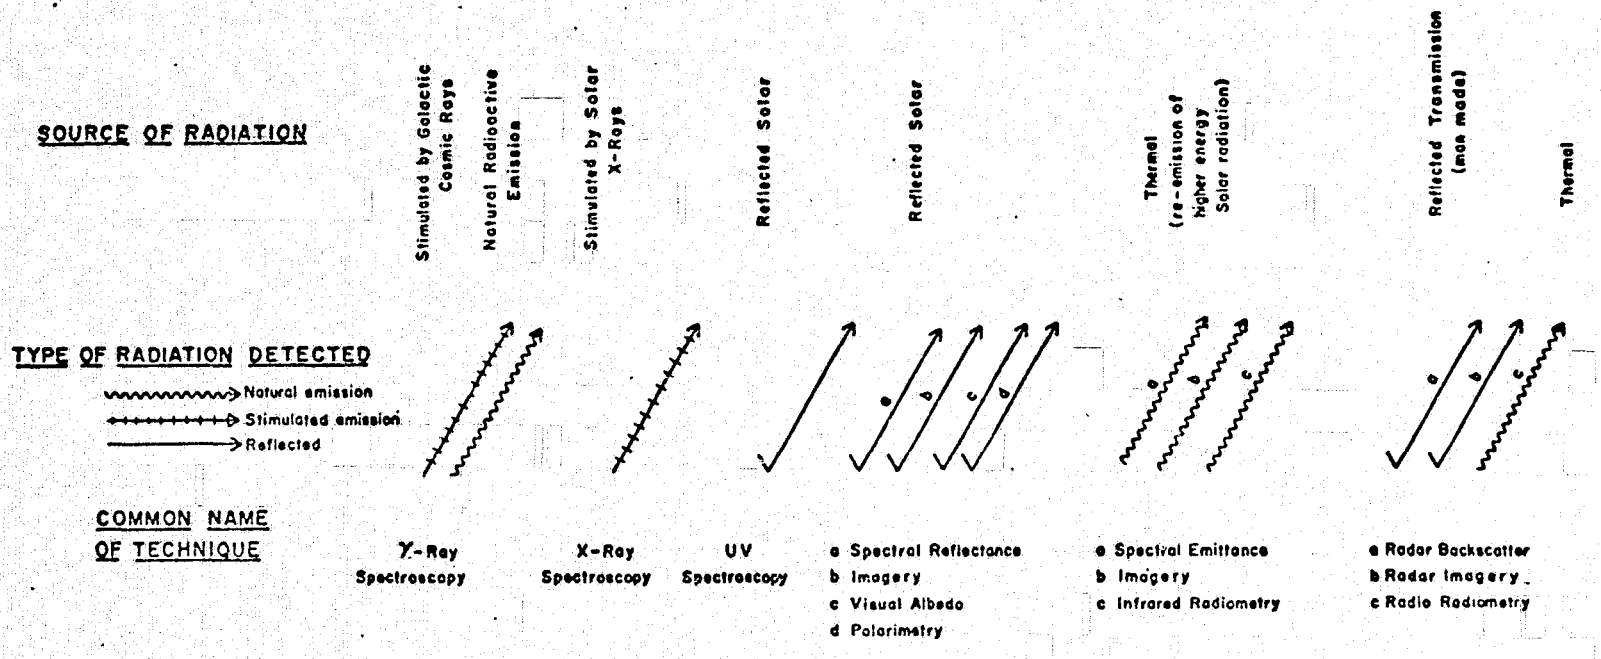 SOURCE OF RADIATION
Stimulated by Galactic
Cosmic Rays
Natural Radioactive
Emission
Stimulated by Solar
X-Rays
Reflected Solar
Reflected Solar
Thermal
(re-emission of
higher energy
Solar radiation)
Reflected Transmission
(man made)
Thermal
TYPE OF RADIATION DETECTED
Natural emission
Stimulated emission
Reflected
a
b
c
d
a
b
c
a
b
c
COMMON NAME
OF TECHNIQUE
γ-Ray
Spectroscopy
X-Ray
Spectroscopy
UV
Spectroscopy
a Spectral Reflectance
b Imagery
c Visual Albedo
d Polarimetry
a Spectral Emittance
b Imagery
c Infrared Radiometry
a Radar Backscatter
b Radar Imagery
c Radio Radiometry